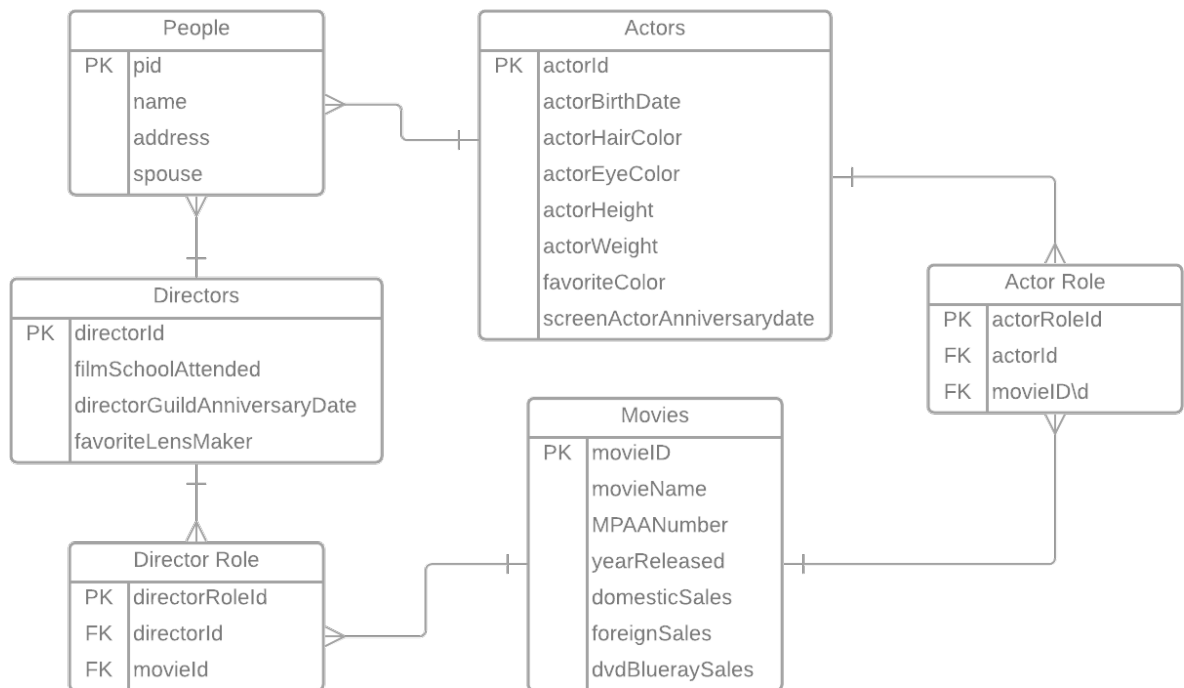 People
PK pid
name
address
spouse
Actors
PK actorId
actorBirthDate
actorHairColor
actorEyeColor
actorHeight
actorWeight
favoriteColor
screenActorAnniversarydate
Directors
PK directorId
filmSchoolAttended
directorGuildAnniversaryDate
favoriteLensMaker
Actor Role
PK actorRoleId
FK actorId
FK movieID\d
Movies
PK movieID
movieName
MPAANumber
yearReleased
domesticSales
foreignSales
dvdBlueraySales
Director Role
PK directorRoleId
FK directorId
FK movieId